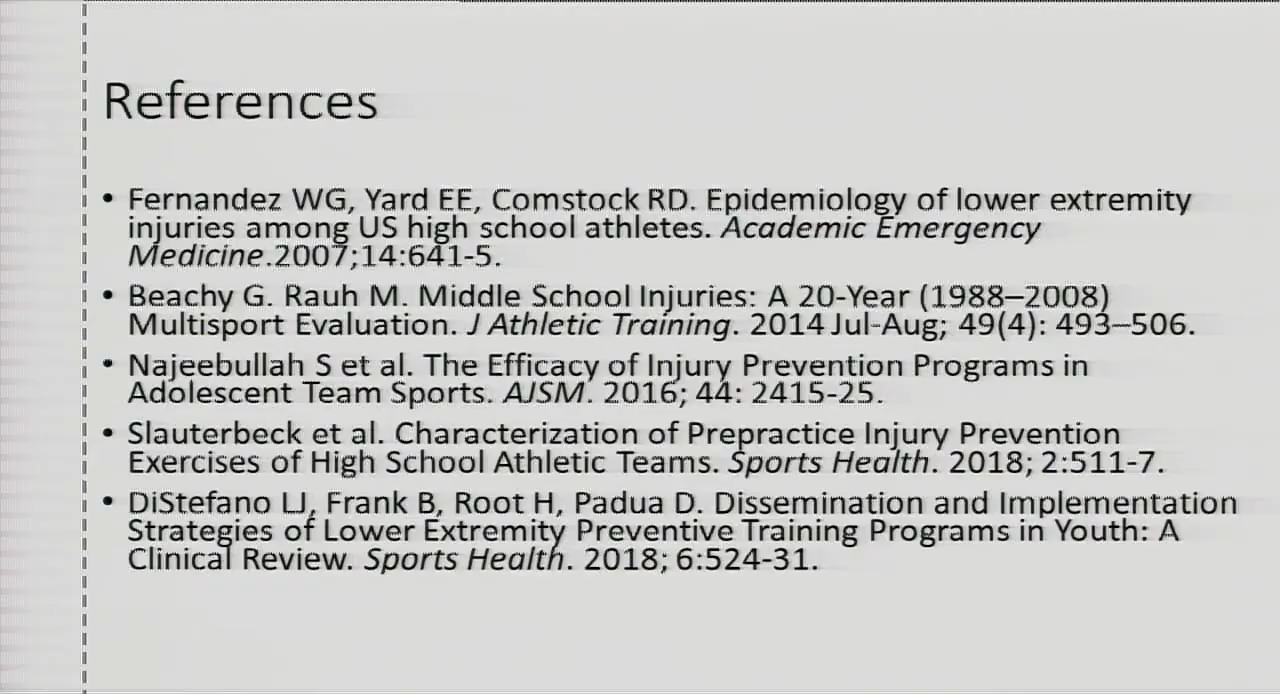 References
• Fernandez WG, Yard EE, Comstock RD. Epidemiology of lower extremity
injuries among US high school athletes. Academic Emergency
Medicine.2007;14:641-5.
• Beachy G. Rauh M. Middle School Injuries: A 20-Year (1988–2008)
Multisport Evaluation. J Athletic Training. 2014 Jul-Aug; 49(4): 493–506.
• Najeebullah S et al. The Efficacy of Injury Prevention Programs in
Adolescent Team Sports. AJSM. 2016; 44: 2415-25.
• Slauterbeck et al. Characterization of Prepractice Injury Prevention
Exercises of High School Athletic Teams. Sports Health. 2018; 2:511-7.
• DiStefano LJ, Frank B, Root H, Padua D. Dissemination and Implementation
Strategies of Lower Extremity Preventive Training Programs in Youth: A
Clinical Review. Sports Health. 2018; 6:524-31.